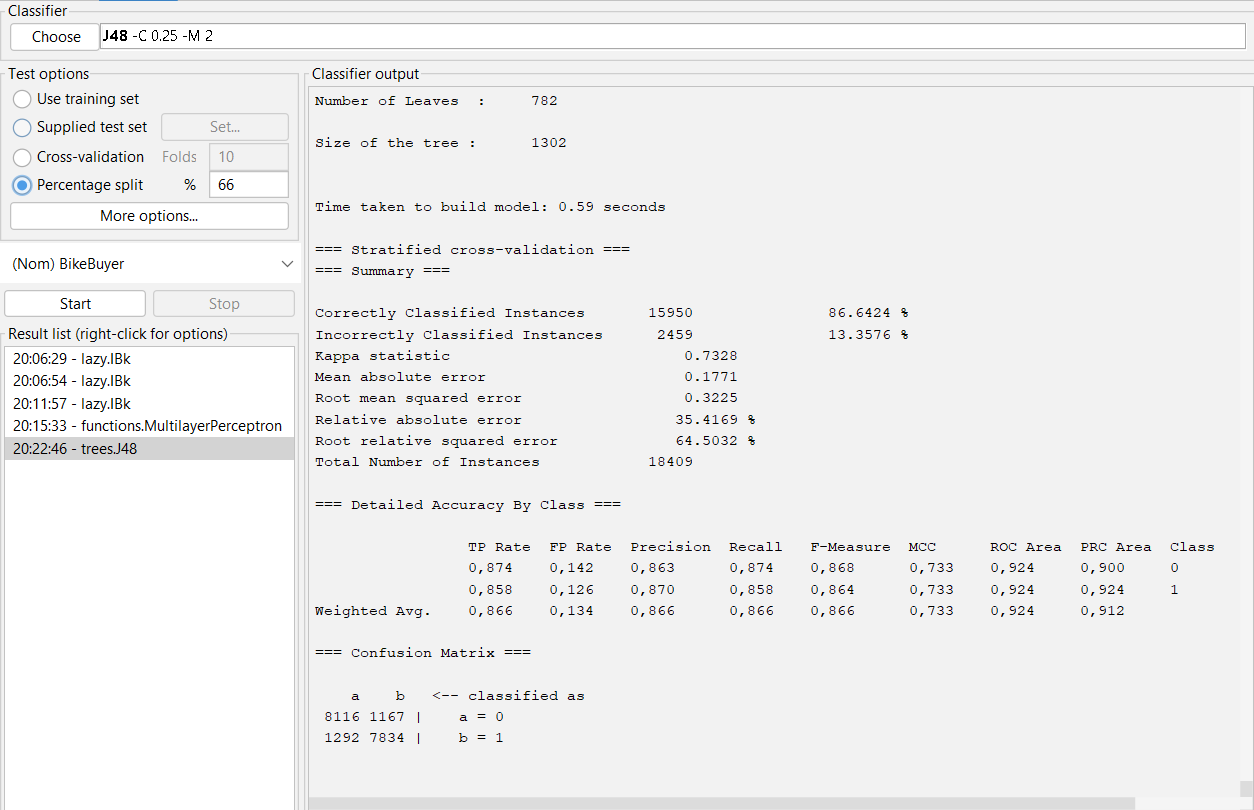 Classifier
Choose J48 -C 0.25 -M 2
Test options
Use training set
Supplied test set Set...
Cross-validation Folds 10
Percentage split % 66
More options...
(Nom) BikeBuyer
Start Stop
Result list (right-click for options)
20:06:29 - lazy.IBk
20:06:54 - lazy.IBk
20:11:57 - lazy.IBk
20:15:33 - functions.MultilayerPerceptron
20:22:46 - trees.J48
Classifier output
Number of Leaves : 782
Size of the tree : 1302
Time taken to build model: 0.59 seconds
=== Stratified cross-validation ===
=== Summary ===
Correctly Classified Instances 15950 86.6424 %
Incorrectly Classified Instances 2459 13.3576 %
Kappa statistic 0.7328
Mean absolute error 0.1771
Root mean squared error 0.3225
Relative absolute error 35.4169 %
Root relative squared error 64.5032 %
Total Number of Instances 18409
=== Detailed Accuracy By Class ===
TP Rate FP Rate Precision Recall F-Measure MCC ROC Area PRC Area Class
0,874 0,142 0,863 0,874 0,868 0,733 0,924 0,900 0
0,858 0,126 0,870 0,858 0,864 0,733 0,924 0,924 1
Weighted Avg. 0,866 0,134 0,866 0,866 0,866 0,733 0,924 0,912
=== Confusion Matrix ===
a b <-- classified as
8116 1167 | a = 0
1292 7834 | b = 1